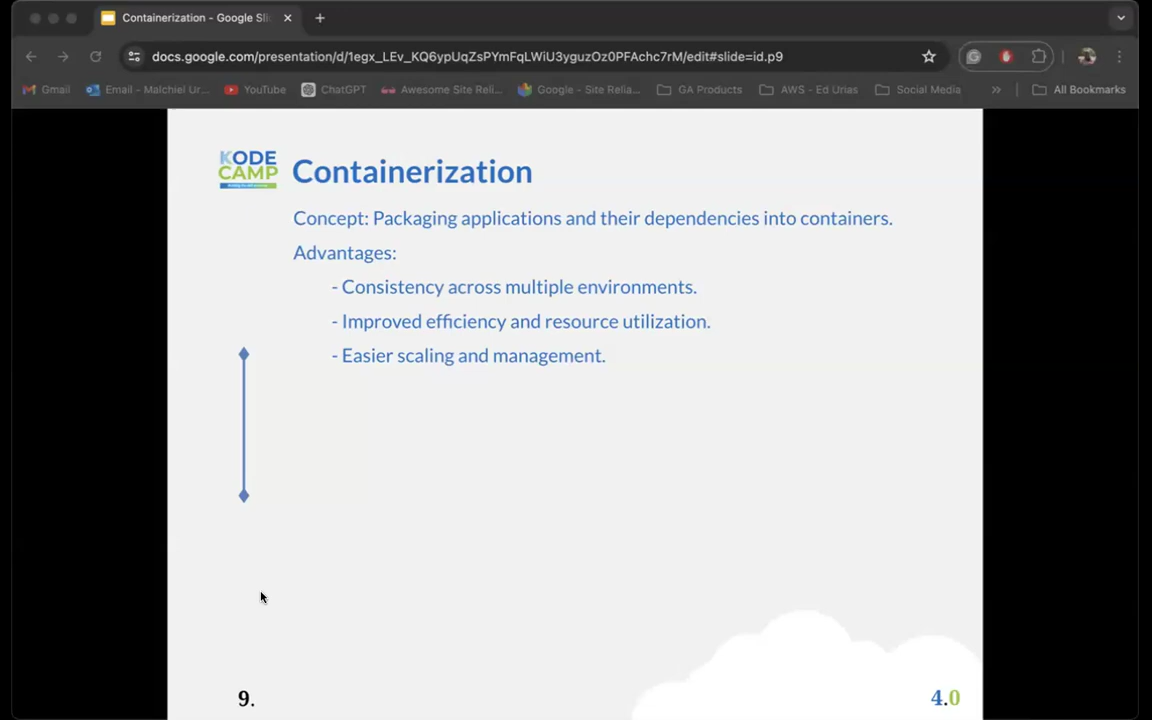 Containerization - Google Sli
docs.google.com/presentation/d/1egx_LEv_KQ6ypUqZsPYmFqLWiU3yguzOz0PFAchc7rM/edit#slide=id.p9
Gmail
Email - Malchiel Ur...
YouTube
ChatGPT
Awesome Site Reli...
Google - Site Relia...
GA Products
AWS - Ed Urias
Social Media
All Bookmarks
KODE
CAMP
Containerization
Concept: Packaging applications and their dependencies into containers.
Advantages:
- Consistency across multiple environments.
- Improved efficiency and resource utilization.
- Easier scaling and management.
9.
4.0